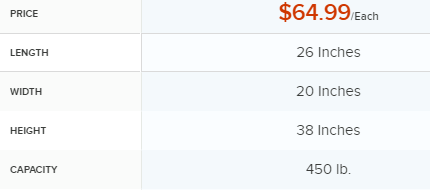 PRICE $64.99/Each
LENGTH 26 Inches
WIDTH 20 Inches
HEIGHT 38 Inches
CAPACITY 450 lb.